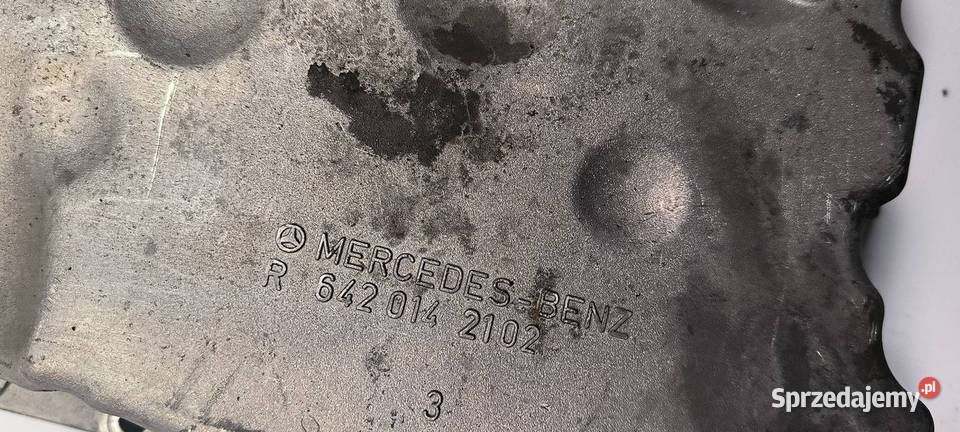 MERCEDES-BENZ
R 642 014 2102
3
Sprzedajemy.pl